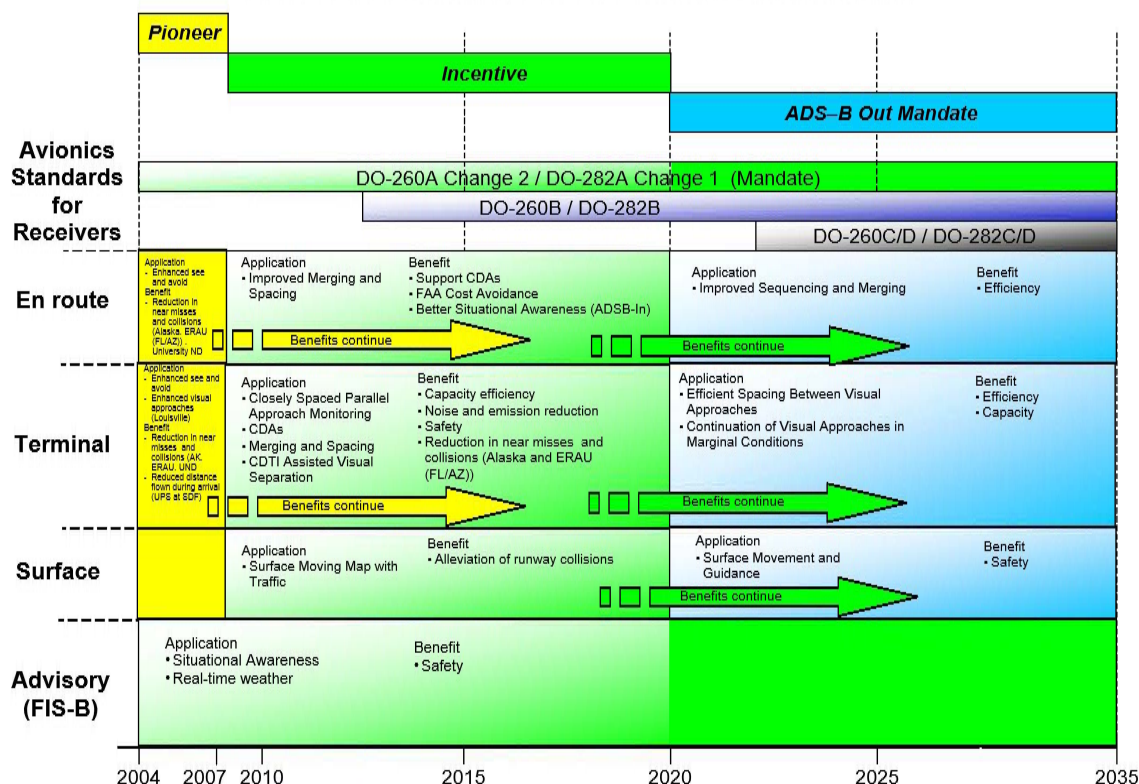 Pioneer
Incentive
ADS–B Out Mandate
Avionics
Standards
for
Receivers
DO-260A Change 2 / DO-282A Change 1 (Mandate)
DO-260B / DO-282B
DO-260C/D / DO-282C/D
En route
Application
- Enhanced see
and avoid
Benefit
- Reduction in
near misses
and collisions
(Alaska, ERAU
(FL/AZ)) .
University ND
Application
• Improved Merging and
Spacing
Benefit
• Support CDAs
• FAA Cost Avoidance
• Better Situational Awareness (ADSB-In)
Benefits continue
Application
• Improved Sequencing and Merging
Benefit
• Efficiency
Benefits continue
Terminal
Application
- Enhanced see and
avoid
- Enhanced visual
approaches
(Louisville)
Benefit
- Reduction in near
misses and
collisions (AK,
ERAU, UND
- Reduced distance
flown during arrival
(UPS at SDF)
Application
• Closely Spaced Parallel
Approach Monitoring
• CDAs
• Merging and Spacing
• CDTI Assisted Visual
Separation
Benefit
• Capacity efficiency
• Noise and emission reduction
• Safety
• Reduction in near misses and
collisions (Alaska and ERAU
(FL/AZ))
Benefits continue
Application
• Efficient Spacing Between Visual
Approaches
• Continuation of Visual Approaches in
Marginal Conditions
Benefit
• Efficiency
• Capacity
Benefits continue
Surface
Application
• Surface Moving Map with
Traffic
Benefit
• Alleviation of runway collisions
Application
• Surface Movement and
Guidance
Benefit
• Safety
Benefits continue
Advisory
(FIS-B)
Application
• Situational Awareness
• Real-time weather
Benefit
• Safety
2004 2007 2010 2015 2020 2025 2035